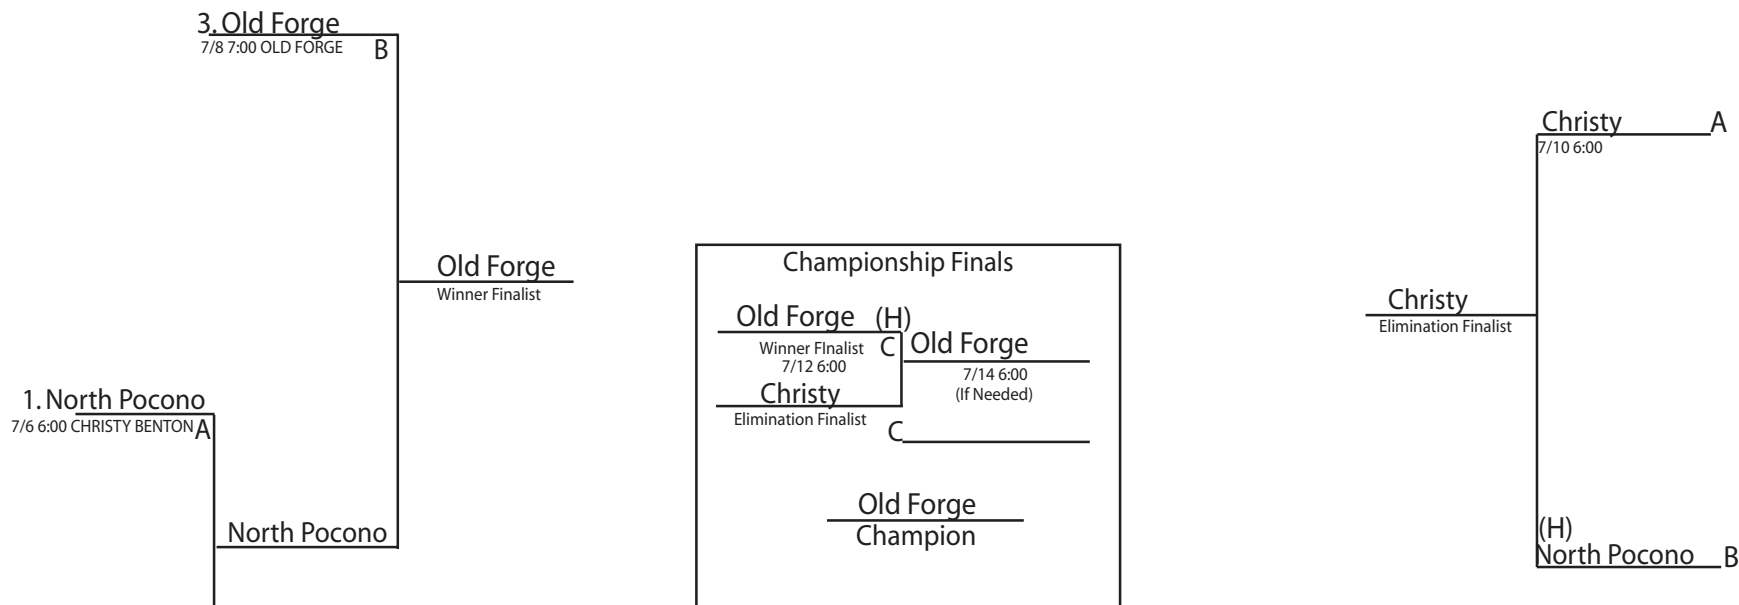 3. Old Forge
7/8 7:00 OLD FORGE
B
Old Forge
Winner Finalist
1. North Pocono
7/6 6:00 CHRISTY BENTON
A
North Pocono
Championship Finals
Old Forge (H)
Winner FInalist
C
7/12 6:00
Christy
Elimination Finalist
Old Forge
7/14 6:00
(If Needed)
C
Old Forge
Champion
Christy
A
7/10 6:00
Christy
Elimination Finalist
(H)
North Pocono
B